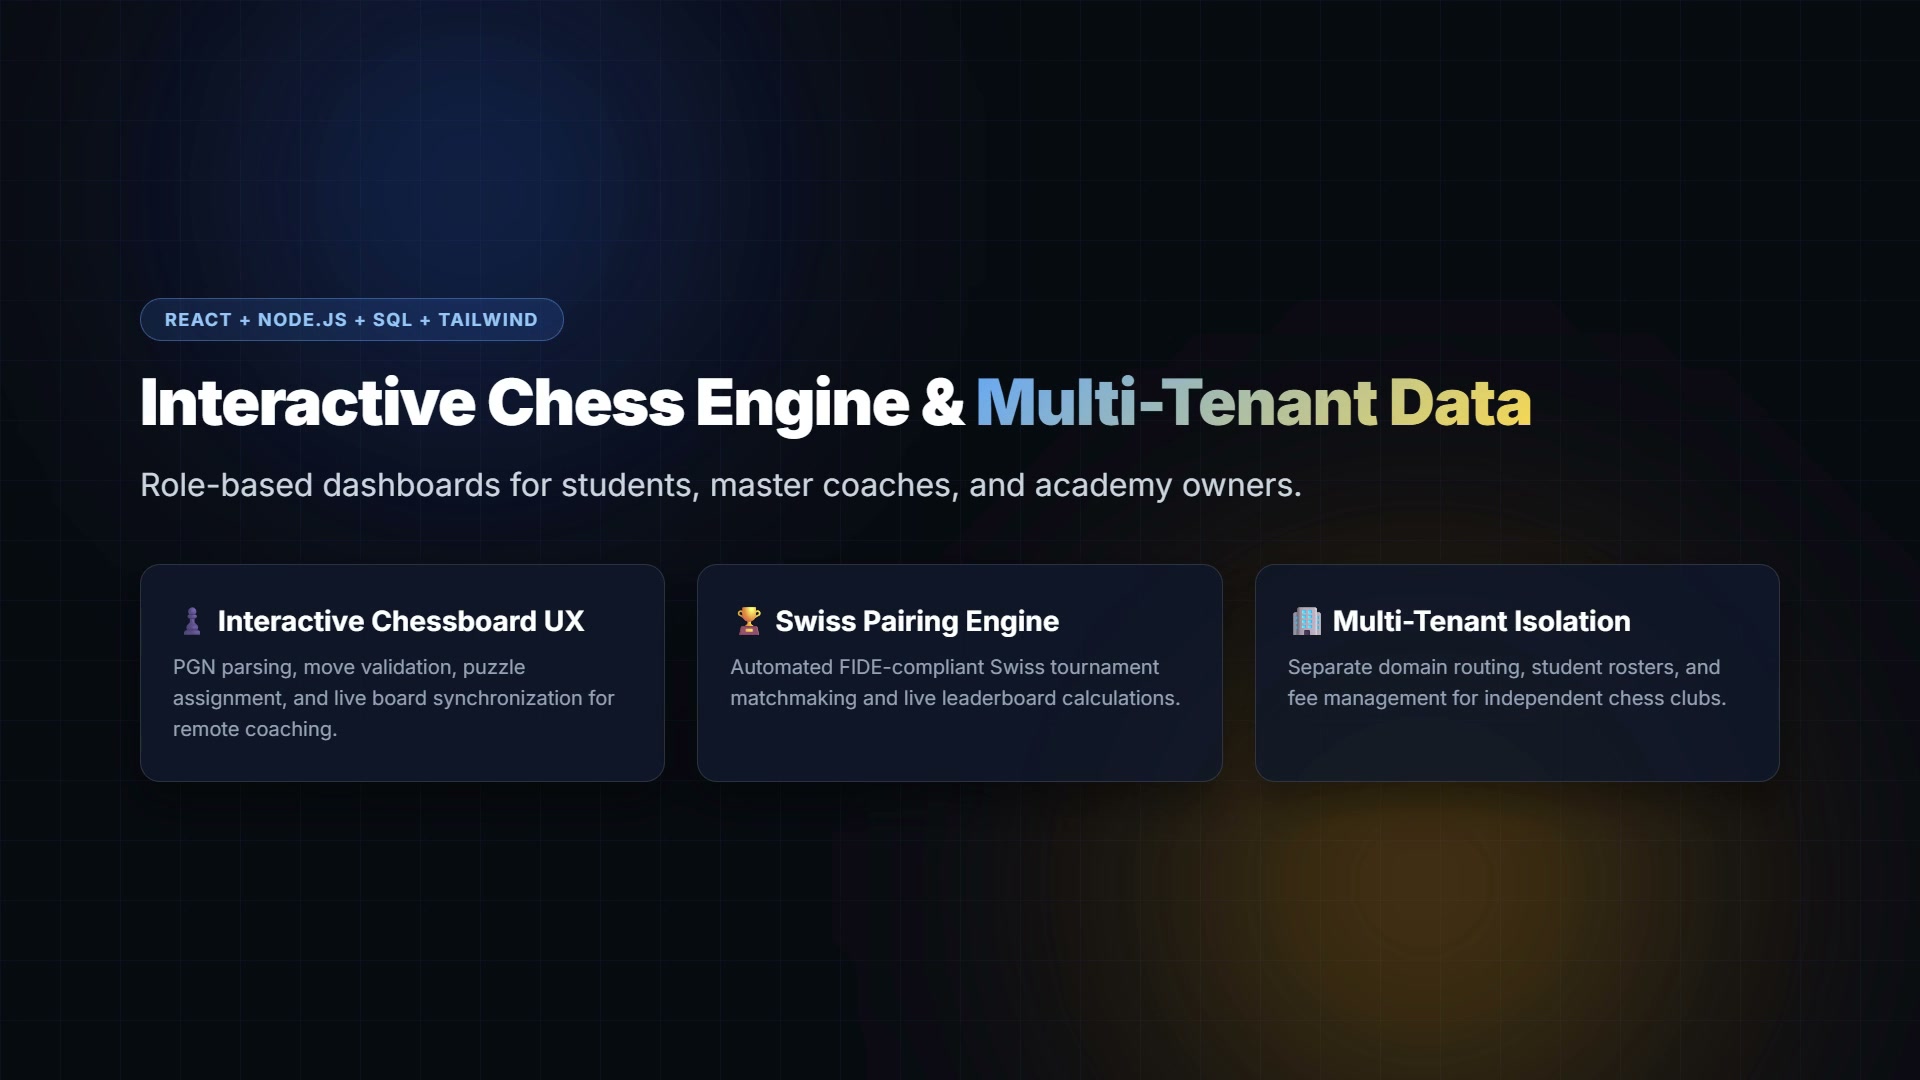 REACT + NODE.JS + SQL + TAILWIND
Interactive Chess Engine & Multi-Tenant Data
Role-based dashboards for students, master coaches, and academy owners.
Interactive Chessboard UX
PGN parsing, move validation, puzzle
assignment, and live board synchronization for
remote coaching.
Swiss Pairing Engine
Automated FIDE-compliant Swiss tournament
matchmaking and live leaderboard calculations.
Multi-Tenant Isolation
Separate domain routing, student rosters, and
fee management for independent chess clubs.